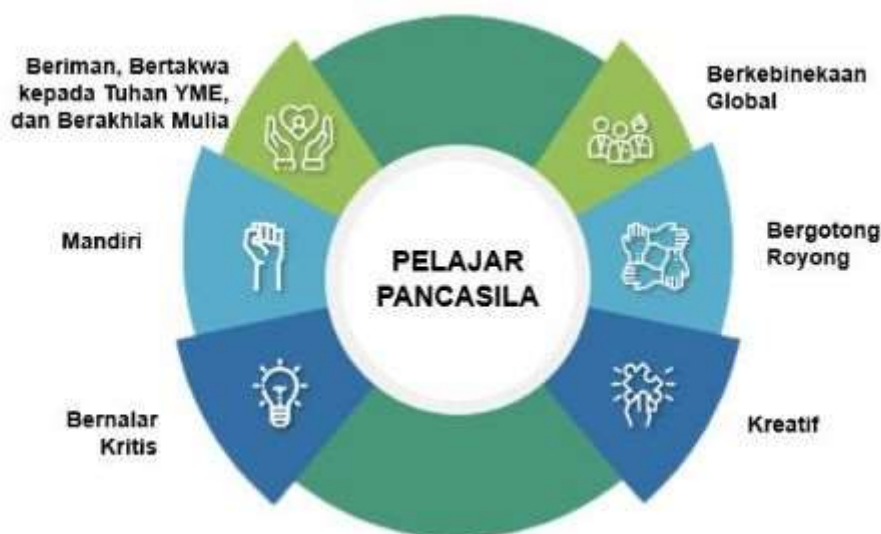 Beriman, Bertakwa
kepada Tuhan YME,
dan Berakhlak Mulia
Berkebinekaan
Global
Mandiri
Bergotong
Royong
PELAJAR
PANCASILA
Bernalar
Kritis
Kreatif